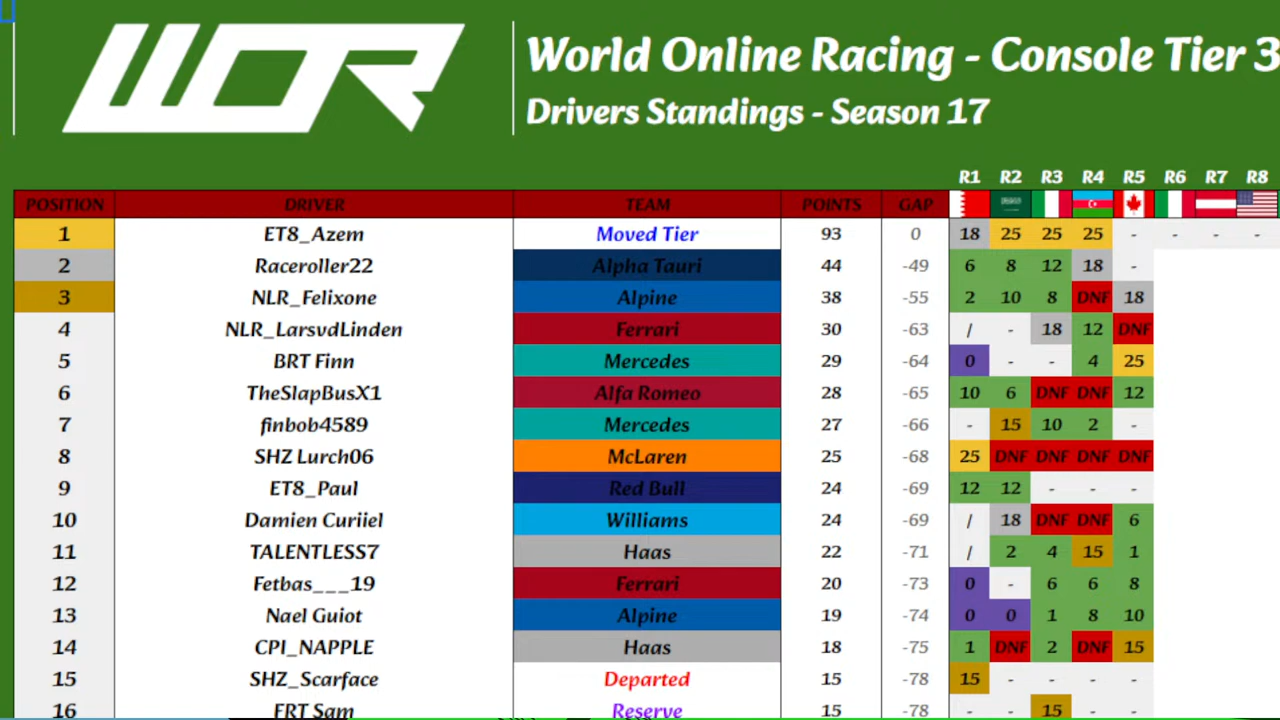 WOR
World Online Racing - Console Tier 3
Drivers Standings - Season 17
R1 R2 R3 R4 R5 R6 R7 R8
POSITION DRIVER TEAM POINTS GAP
1 ET8_Azem Moved Tier 93 0 18 25 25 25 - - - -
2 Raceroller22 Alpha Tauri 44 -49 6 8 12 18 -
3 NLR_Felixone Alpine 38 -55 2 10 8 DNF 18
4 NLR_LarsvdLinden Ferrari 30 -63 / - 18 12 DNF
5 BRT Finn Mercedes 29 -64 0 - - 4 25
6 TheSlapBusX1 Alfa Romeo 28 -65 10 6 DNF DNF 12
7 finbob4589 Mercedes 27 -66 - 15 10 2 -
8 SHZ Lurch06 McLaren 25 -68 25 DNF DNF DNF DNF
9 ET8_Paul Red Bull 24 -69 12 12 - - -
10 Damien Curiiel Williams 24 -69 / 18 DNF DNF 6
11 TALENTLESS7 Haas 22 -71 / 2 4 15 1
12 Fetbas___19 Ferrari 20 -73 0 - 6 6 8
13 Nael Guiot Alpine 19 -74 0 0 1 8 10
14 CPI_NAPPLE Haas 18 -75 1 DNF 2 DNF 15
15 SHZ_Scarface Departed 15 -78 15 - - - -
16 FRT Sam Reserve 15 -78 - - 15 - -